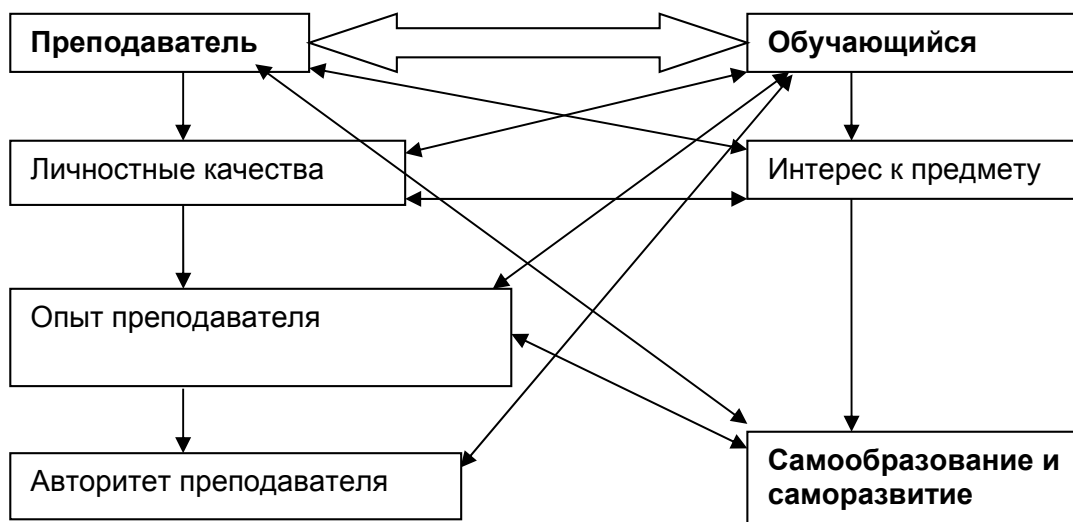 Преподаватель
Обучающийся
Личностные качества
Интерес к предмету
Опыт преподавателя
Авторитет преподавателя
Самообразование и
саморазвитие